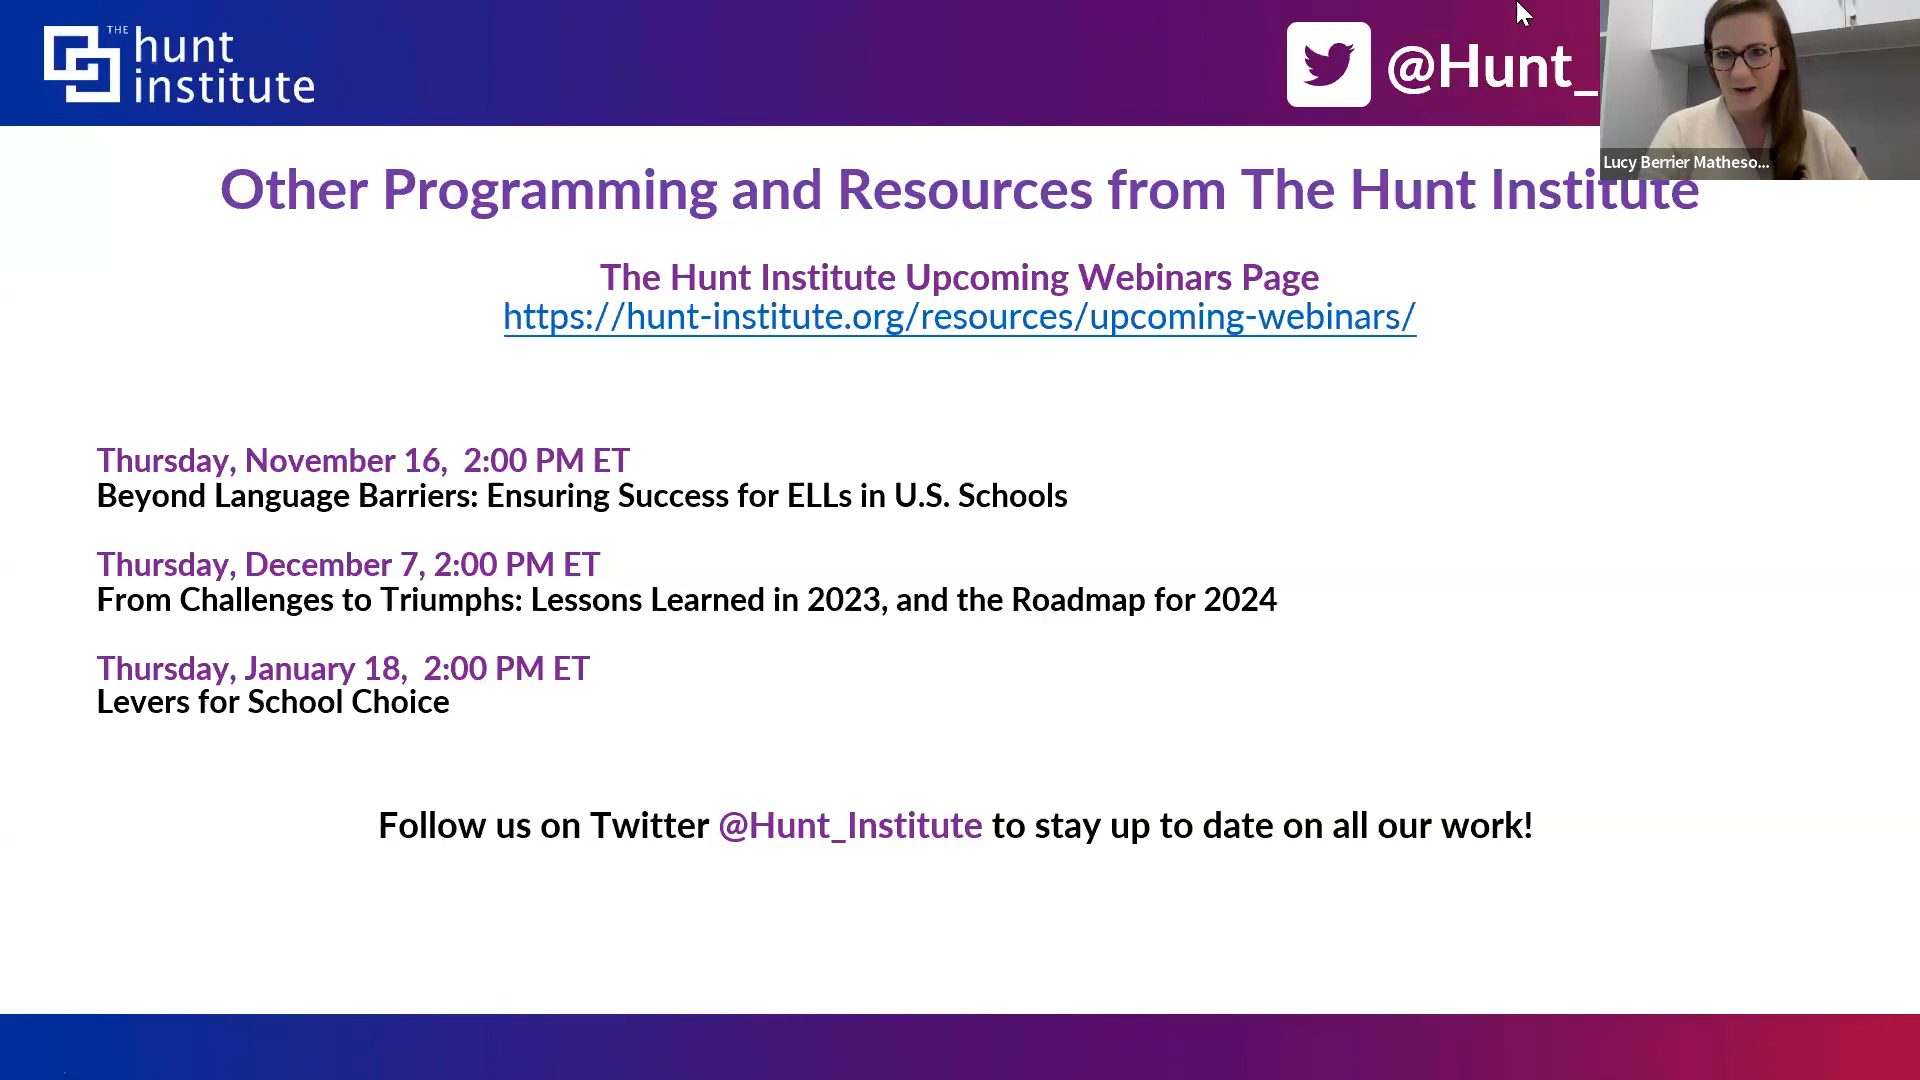 THE hunt
institute
@Hunt_
Lucy Berrier Matheso...
Other Programming and Resources from The Hunt Institute
The Hunt Institute Upcoming Webinars Page
https://hunt-institute.org/resources/upcoming-webinars/
Thursday, November 16, 2:00 PM ET
Beyond Language Barriers: Ensuring Success for ELLs in U.S. Schools
Thursday, December 7, 2:00 PM ET
From Challenges to Triumphs: Lessons Learned in 2023, and the Roadmap for 2024
Thursday, January 18, 2:00 PM ET
Levers for School Choice
Follow us on Twitter @Hunt_Institute to stay up to date on all our work!